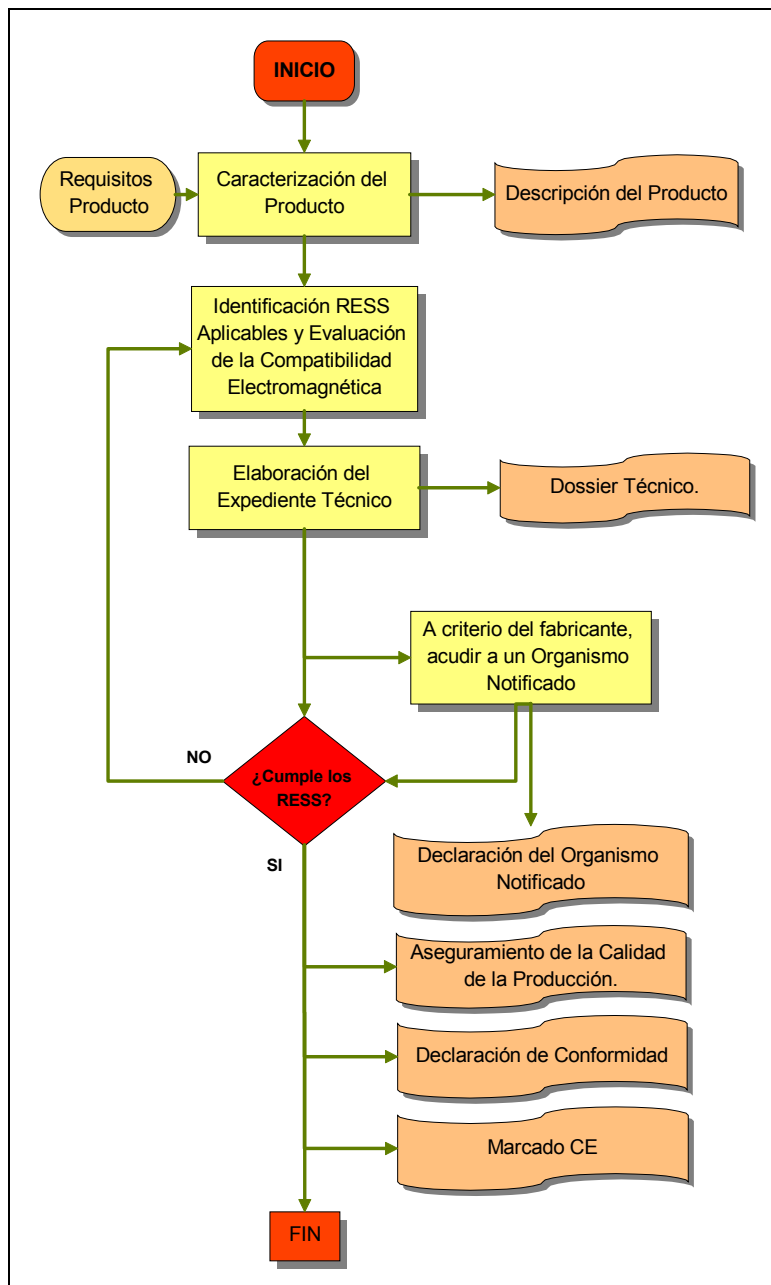 INICIO
Requisitos
Producto
Caracterización del
Producto
Descripción del Producto
Identificación RESS
Aplicables y Evaluación
de la Compatibilidad
Electromagnética
Elaboración del
Expediente Técnico
Dossier Técnico.
A criterio del fabricante,
acudir a un Organismo
Notificado
NO
¿Cumple los
RESS?
SI
Declaración del Organismo
Notificado
Aseguramiento de la Calidad
de la Producción.
Declaración de Conformidad
Marcado CE
FIN